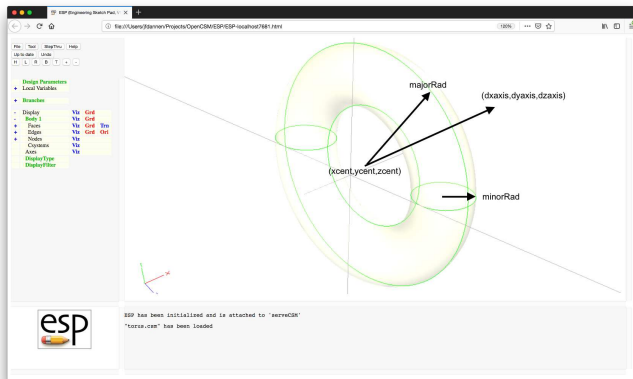 ESP [Engineering Sketch Pad, V
file:///Users/jfdannen/Projects/OpenCSM/ESP/ESP-localhost7681.html
120%
File Tool StepThru Help
Up to date Undo
H L R B T + -
Design Parameters
+ Local Variables
+ Branches
- Display Viz Grd
- Body 1 Viz Grd
+ Faces Viz Grd Trn
+ Edges Viz Grd Ori
+ Nodes Viz
Csystems Viz
Axes Viz
DisplayType
DisplayFilter
majorRad
(dxaxis,dyaxis,dzaxis)
(xcent,ycent,zcent)
minorRad
X
esp
ESP has been initialized and is attached to 'serveCSM'
"torus.csm" has been loaded